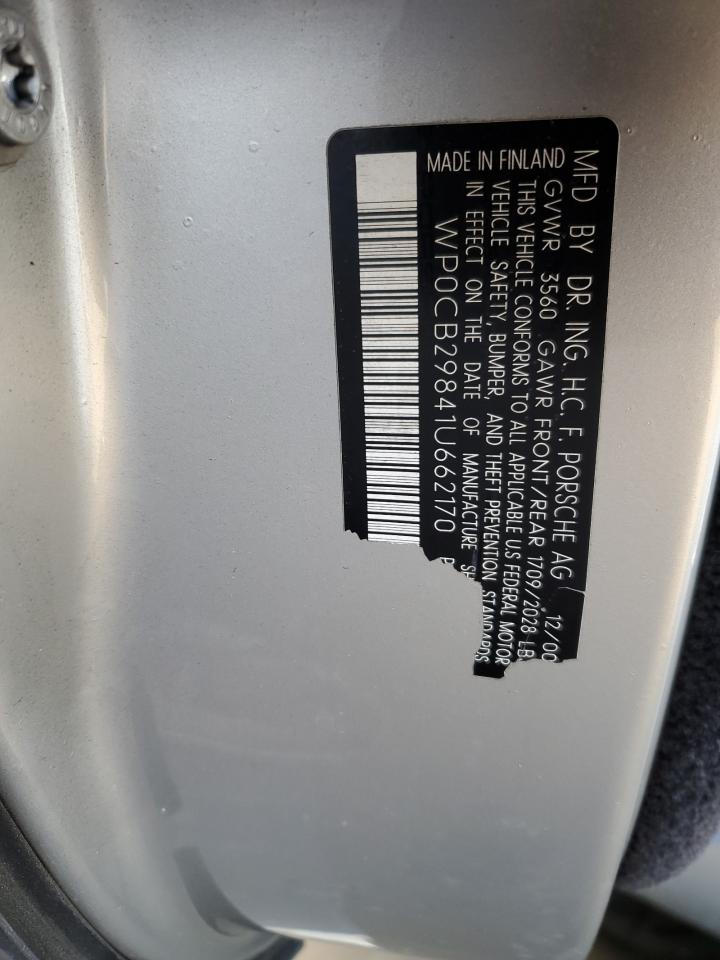 MFD BY DR. ING. H.C. F. PORSCHE AG 12/00
GVWR 3560 GAWR FRONT/REAR 1709/2028 LB
THIS VEHICLE CONFORMS TO ALL APPLICABLE U.S FEDERAL MOTOR
VEHICLE SAFETY, BUMPER, AND THEFT PREVENTION STANDARDS
IN EFFECT ON THE DATE OF MANUFACTURE SH
MADE IN FINLAND
WP0CB29841U662170